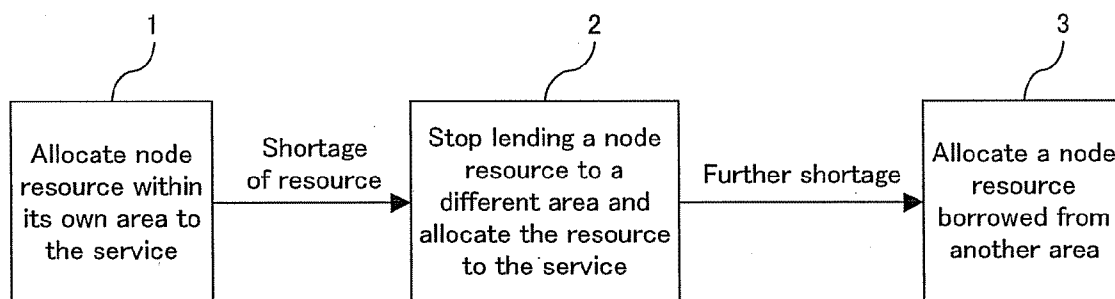 1
2
3
Allocate node
resource within
its own area to
the service
Shortage
of resource
Stop lending a node
resource to a
different area and
allocate the resource
to the service
Further shortage
Allocate a node
resource
borrowed from
another area